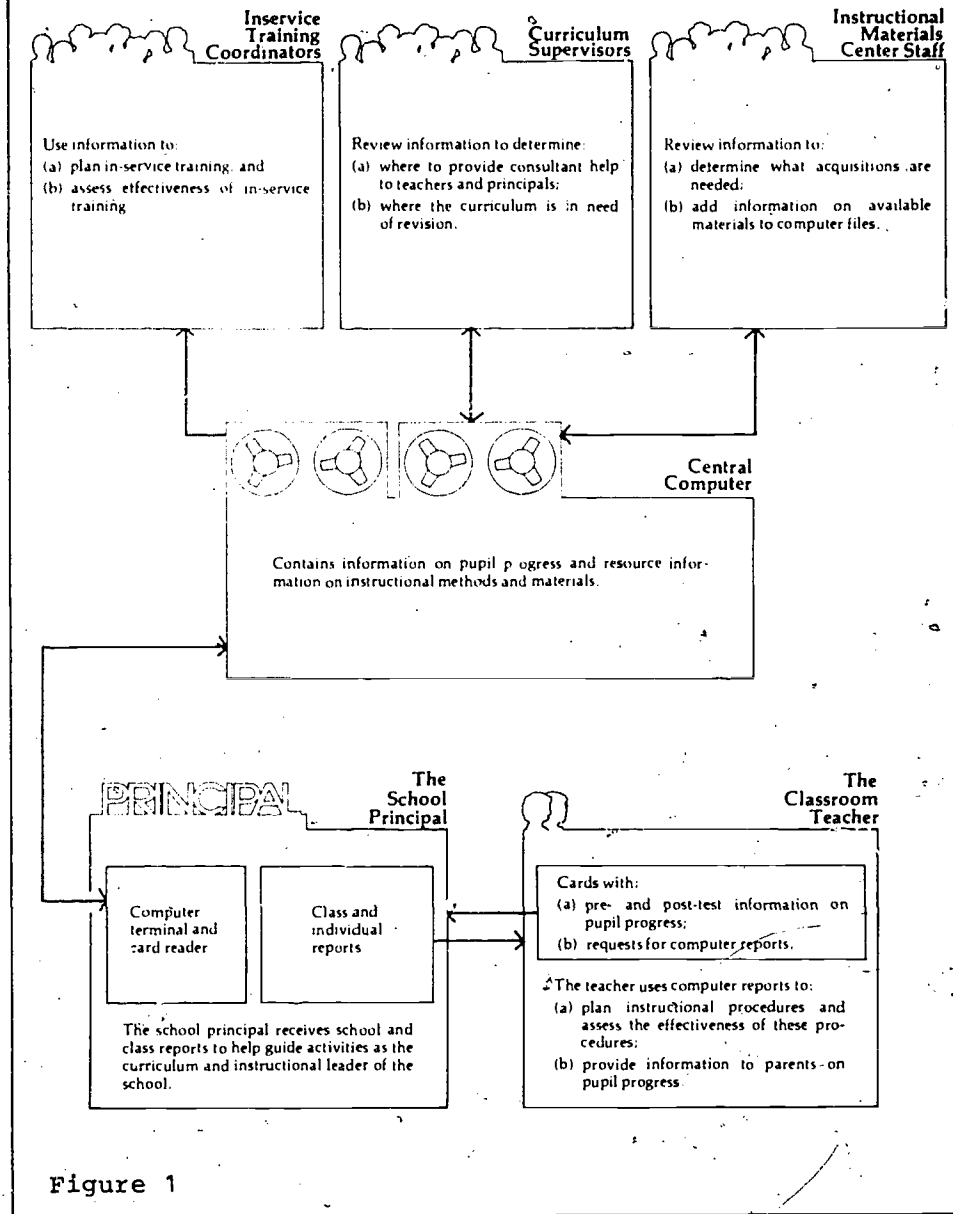 Inservice
Training
Coordinators
Use information to:
(a) plan in-service training, and
(b) assess effectiveness of in-service
training
Curriculum
Supervisors
Review information to determine:
(a) where to provide consultant help
to teachers and principals;
(b) where the curriculum is in need
of revision.
Instructional
Materials
Center Staff
Review information to:
(a) determine what acquisitions are
needed;
(b) add information on available
materials to computer files.
Central
Computer
Contains information on pupil p ogress and resource infor-
mation on instructional methods and materials.
PRINCIPAL
The
School
Principal
Computer
terminal and
card reader
Class and
individual
reports
The school principal receives school and
class reports to help guide activities as the
curriculum and instructional leader of the
school.
The
Classroom
Teacher
Cards with:
(a) pre- and post-test information on
pupil progress;
(b) requests for computer reports.
The teacher uses computer reports to:
(a) plan instructional procedures and
assess the effectiveness of these pro-
cedures;
(b) provide information to parents on
pupil progress
Figure 1